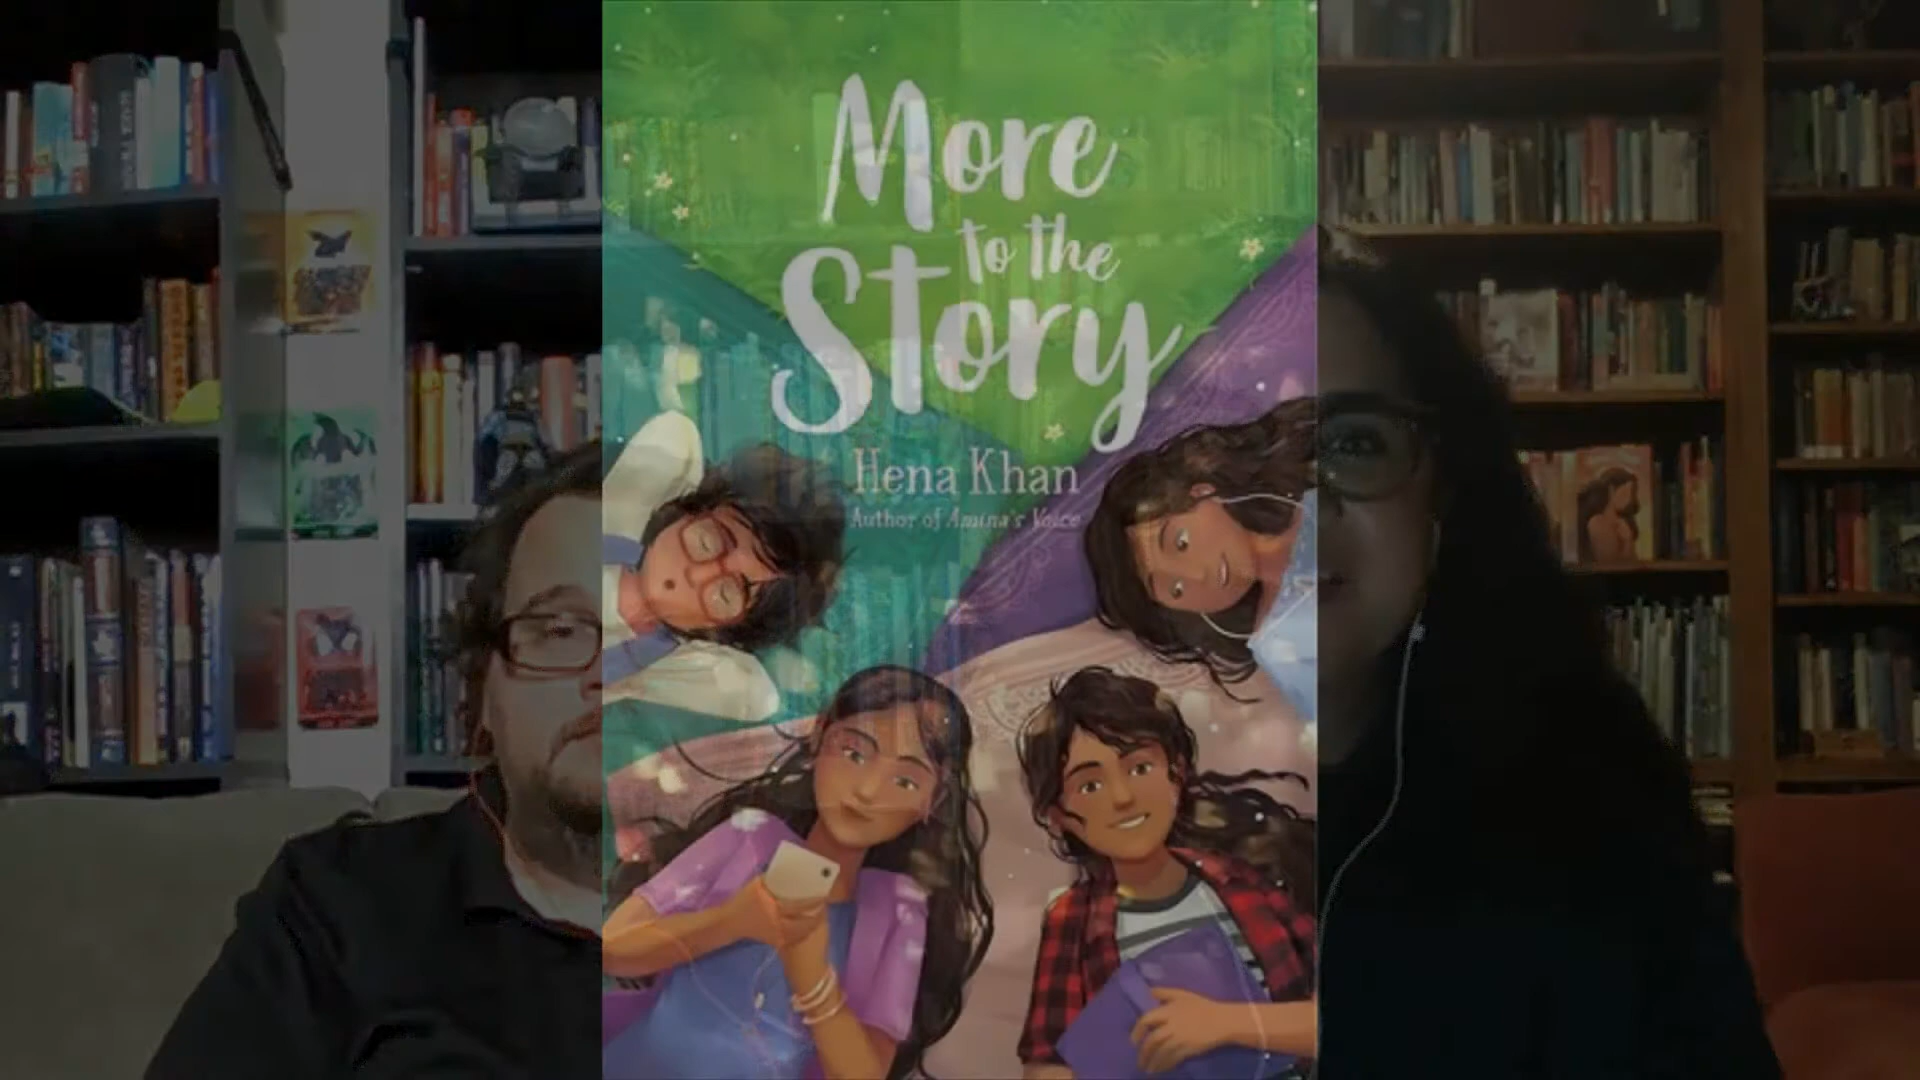 More
to the
Story
Hena Khan
Author of Amina's Voice